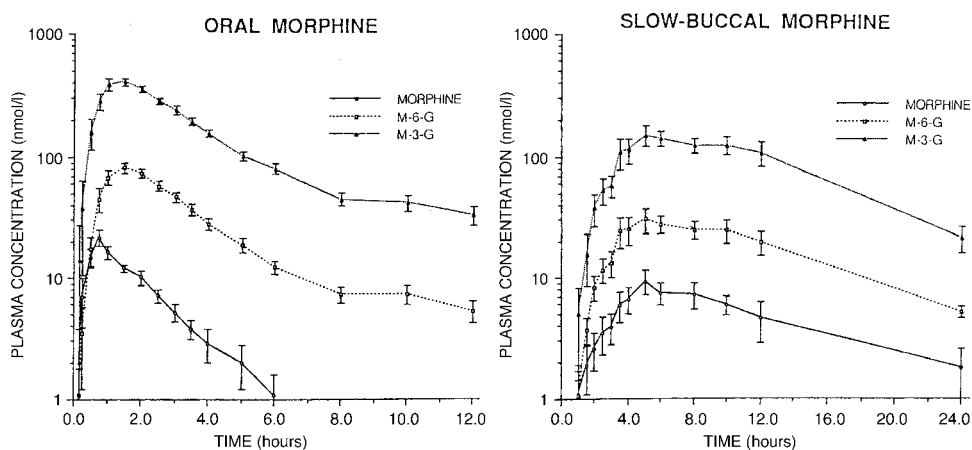 ORAL MORPHINE
1000
100
10
1
PLASMA CONCENTRATION (nmol/l)
MORPHINE
M-6-G
M-3-G
0.0 2.0 4.0 6.0 8.0 10.0 12.0
TIME (hours)
SLOW-BUCCAL MORPHINE
1000
100
10
1
PLASMA CONCENTRATION (nmol/l)
MORPHINE
M-6-G
M-3-G
0.0 4.0 8.0 12.0 16.0 20.0 24.0
TIME (hours)